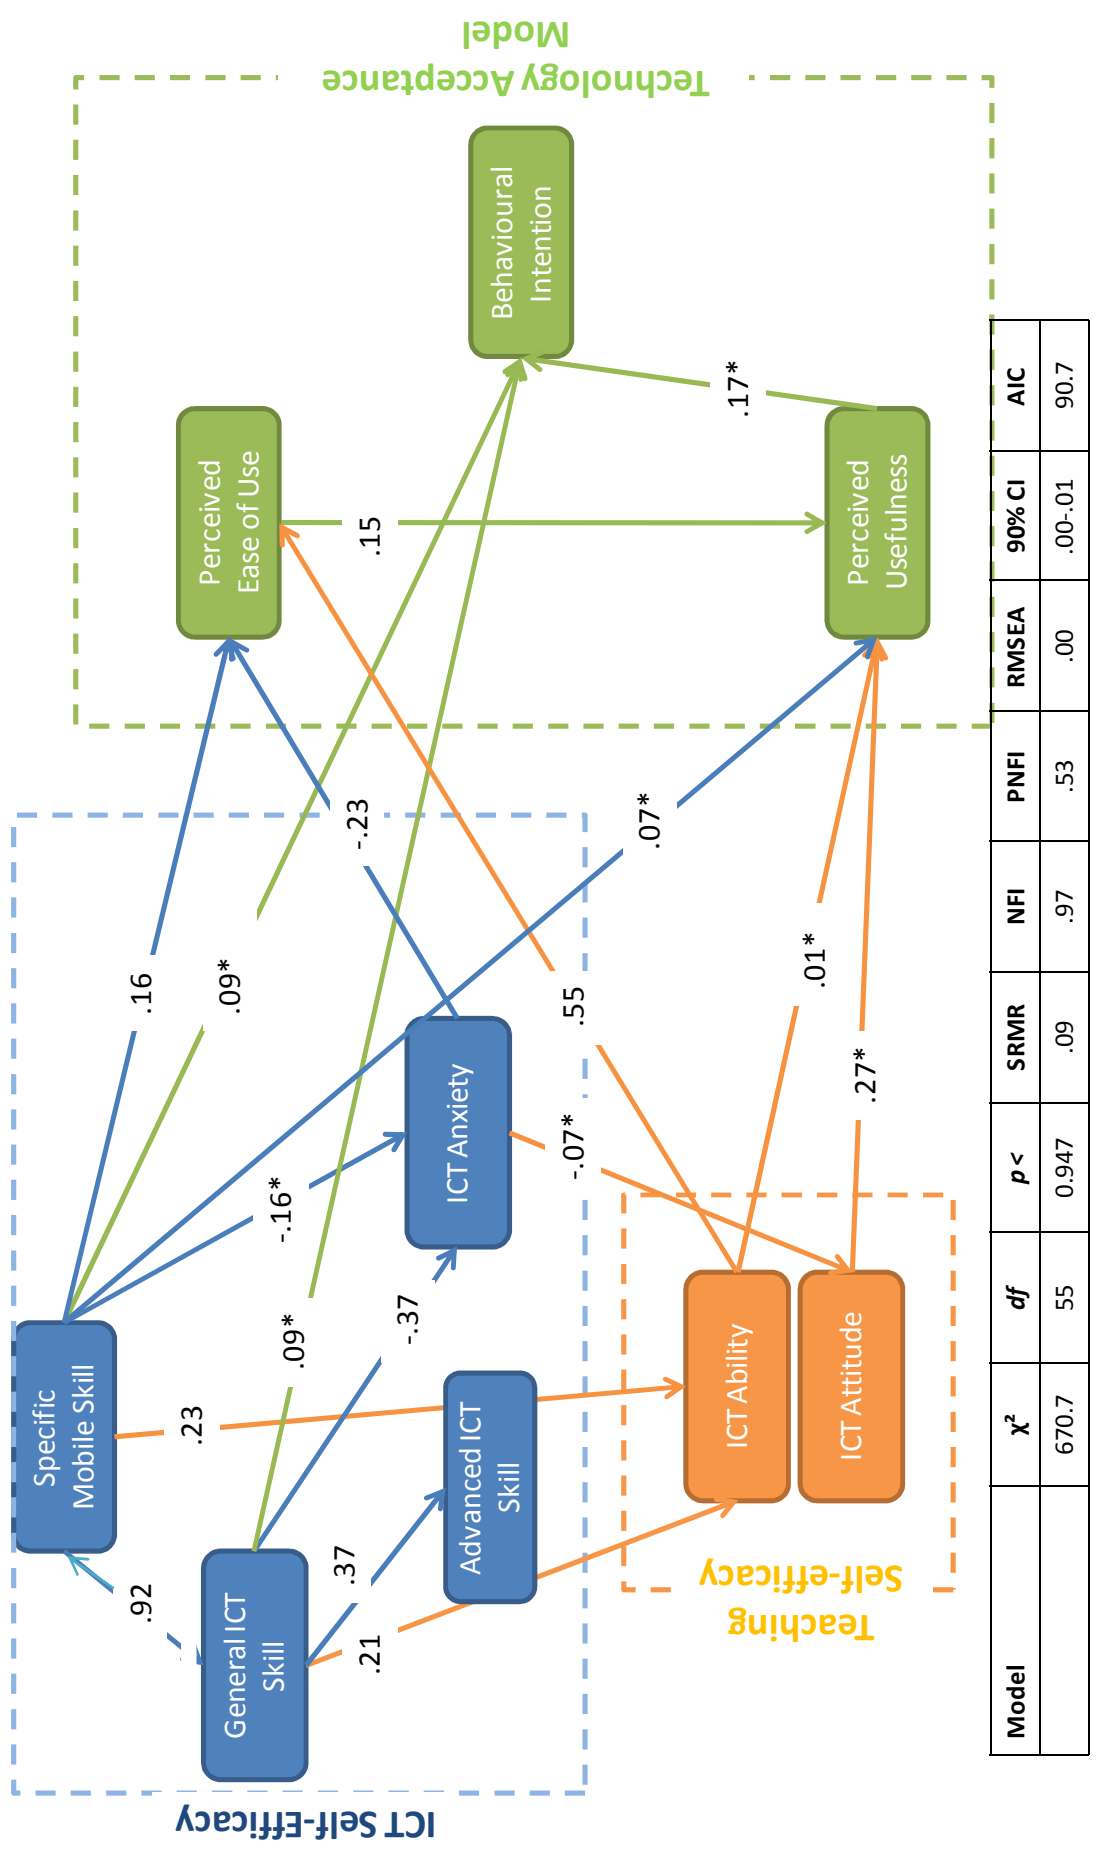 ICT Self-Efficacy
Specific
Mobile Skill
General ICT
Skill
Advanced ICT
Skill
ICT Anxiety
.92
.37
.21
.23
-.37
.09*
-.16*
.16
.09*
-.23
.07*
-.07*
.55
.01*
.27*
Teaching
Self-efficacy
ICT Ability
ICT Attitude
Technology Acceptance
Model
Perceived
Ease of Use
.15
Perceived
Usefulness
.17*
Behavioural
Intention
Model χ² df p < SRMR NFI PNFI RMSEA 90% CI AIC
670.7 55 0.947 .09 .97 .53 .00 .00-01 90.7